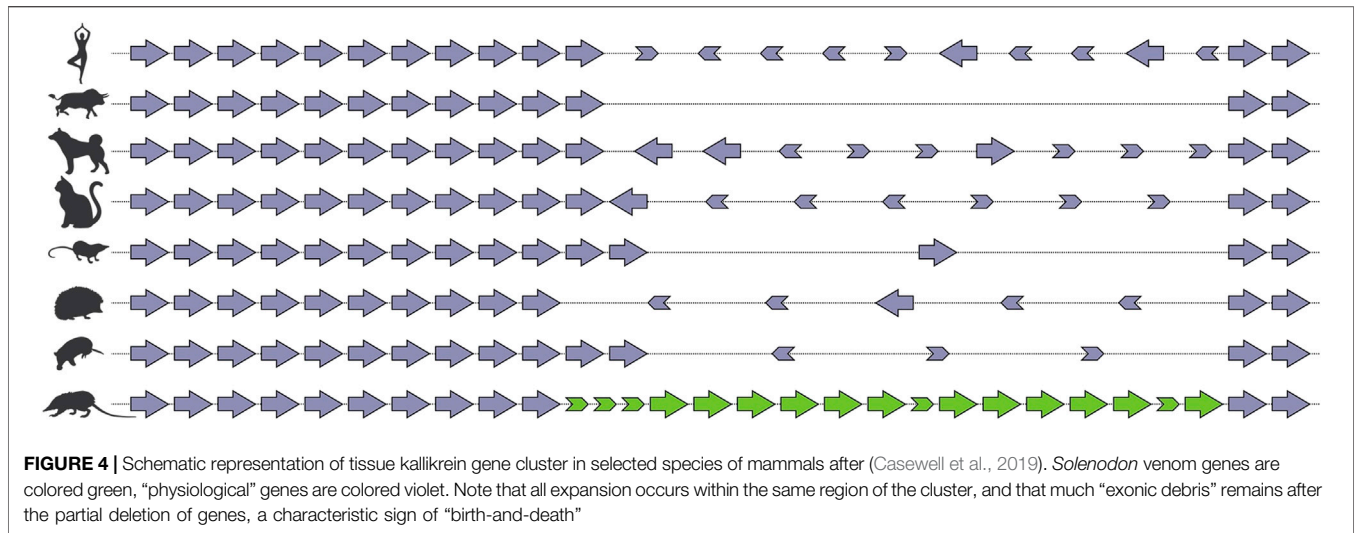 FIGURE 4 | Schematic representation of tissue kallikrein gene cluster in selected species of mammals after (Casewell et al., 2019). Solenodon venom genes are
colored green, “physiological” genes are colored violet. Note that all expansion occurs within the same region of the cluster, and that much “exonic debris” remains after
the partial deletion of genes, a characteristic sign of “birth-and-death”